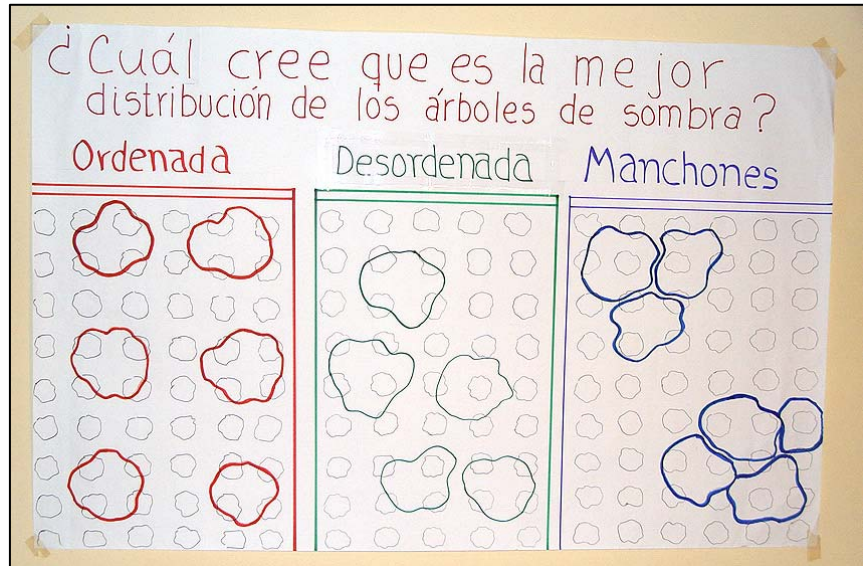 ¿Cuál cree que es la mejor
distribución de los árboles de sombra?
Ordenada
Desordenada
Manchones